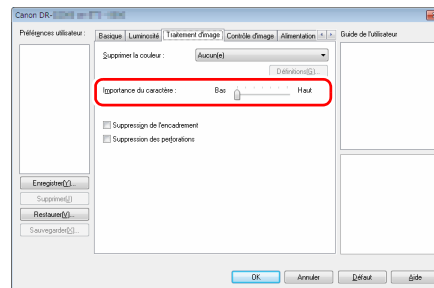 Canon DR-
Préférences utilisateur :
Basique Luminosité Traitement d'image Contrôle d'image Alimentation
Guide de l'utilisateur
Supprimer la couleur : Aucun(e)
Définitions(G)...
Importance du caractère : Bas Haut
Suppression de l'encadrement
Suppression des perforations
Enregistrer(Y)...
Supprimer(J)
Restaurer(V)...
Sauvegarder(X)...
OK Annuler Défaut Aide